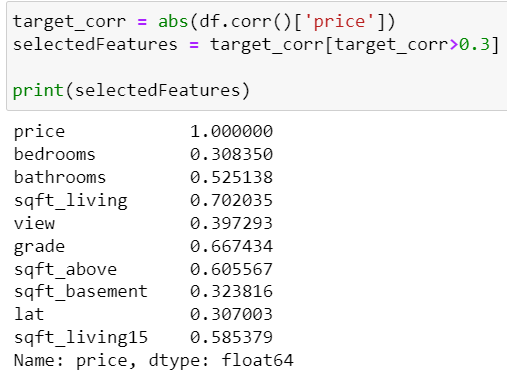 target_corr = abs(df.corr()['price'])
selectedFeatures = target_corr[target_corr>0.3]
print(selectedFeatures)
price 1.000000
bedrooms 0.308350
bathrooms 0.525138
sqft_living 0.702035
view 0.397293
grade 0.667434
sqft_above 0.605567
sqft_basement 0.323816
lat 0.307003
sqft_living15 0.585379
Name: price, dtype: float64